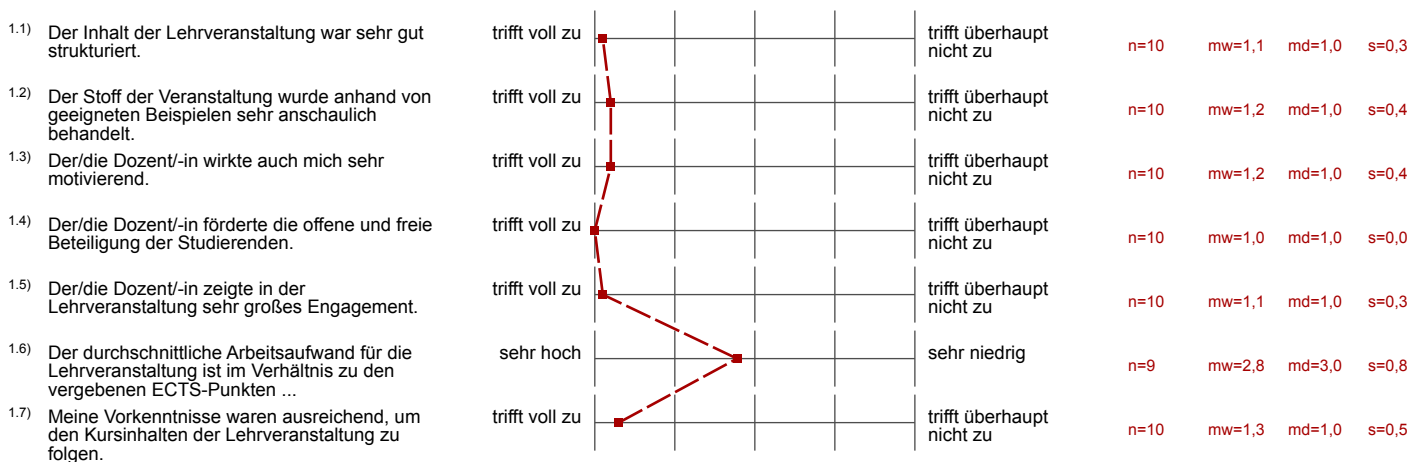 1.1) Der Inhalt der Lehrveranstaltung war sehr gut trifft voll zu trifft überhaupt
strukturiert. nicht zu n=10 mw=1,1 md=1,0 s=0,3
1.2) Der Stoff der Veranstaltung wurde anhand von trifft voll zu trifft überhaupt
geeigneten Beispielen sehr anschaulich nicht zu n=10 mw=1,2 md=1,0 s=0,4
behandelt.
1.3) Der/die Dozent/-in wirkte auch mich sehr trifft voll zu trifft überhaupt
motivierend. nicht zu n=10 mw=1,2 md=1,0 s=0,4
1.4) Der/die Dozent/-in förderte die offene und freie trifft voll zu trifft überhaupt
Beteiligung der Studierenden. nicht zu n=10 mw=1,0 md=1,0 s=0,0
1.5) Der/die Dozent/-in zeigte in der trifft voll zu trifft überhaupt
Lehrveranstaltung sehr großes Engagement. nicht zu n=10 mw=1,1 md=1,0 s=0,3
1.6) Der durchschnittliche Arbeitsaufwand für die sehr hoch sehr niedrig
Lehrveranstaltung ist im Verhältnis zu den n=9 mw=2,8 md=3,0 s=0,8
vergebenen ECTS-Punkten ...
1.7) Meine Vorkenntnisse waren ausreichend, um trifft voll zu trifft überhaupt
den Kursinhalten der Lehrveranstaltung zu nicht zu n=10 mw=1,3 md=1,0 s=0,5
folgen.